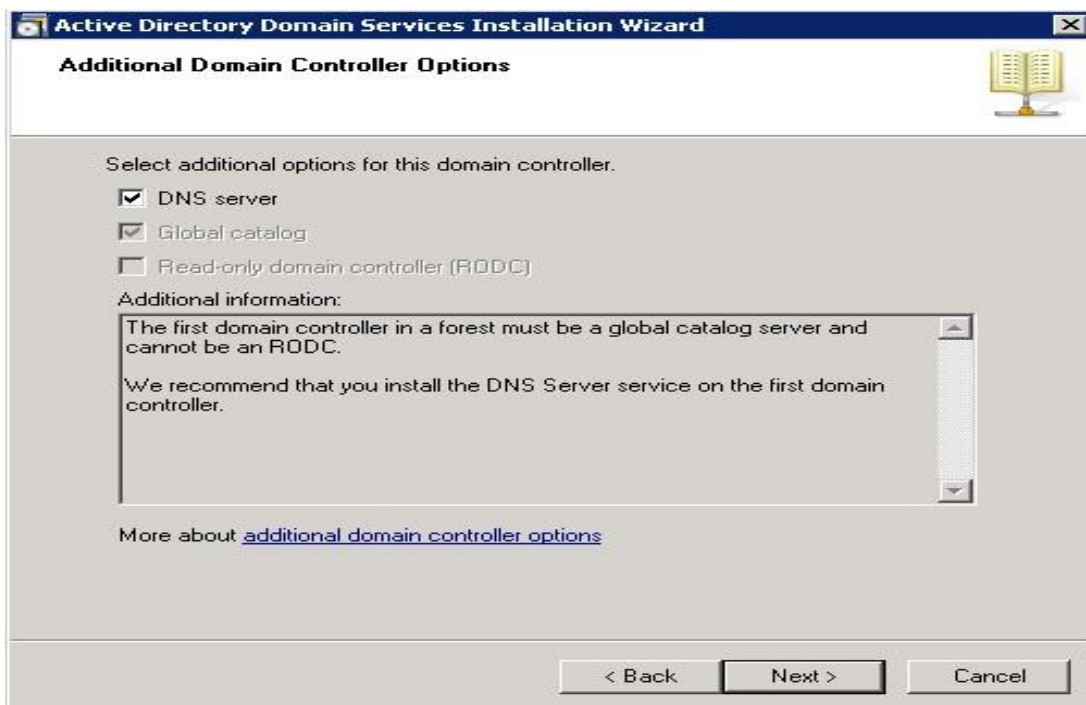 Active Directory Domain Services Installation Wizard
Additional Domain Controller Options
Select additional options for this domain controller.
DNS server
Global catalog
Read-only domain controller (RODC)
Additional information:
The first domain controller in a forest must be a global catalog server and
cannot be an RODC.
We recommend that you install the DNS Server service on the first domain
controller.
More about additional domain controller options
< Back
Next >
Cancel